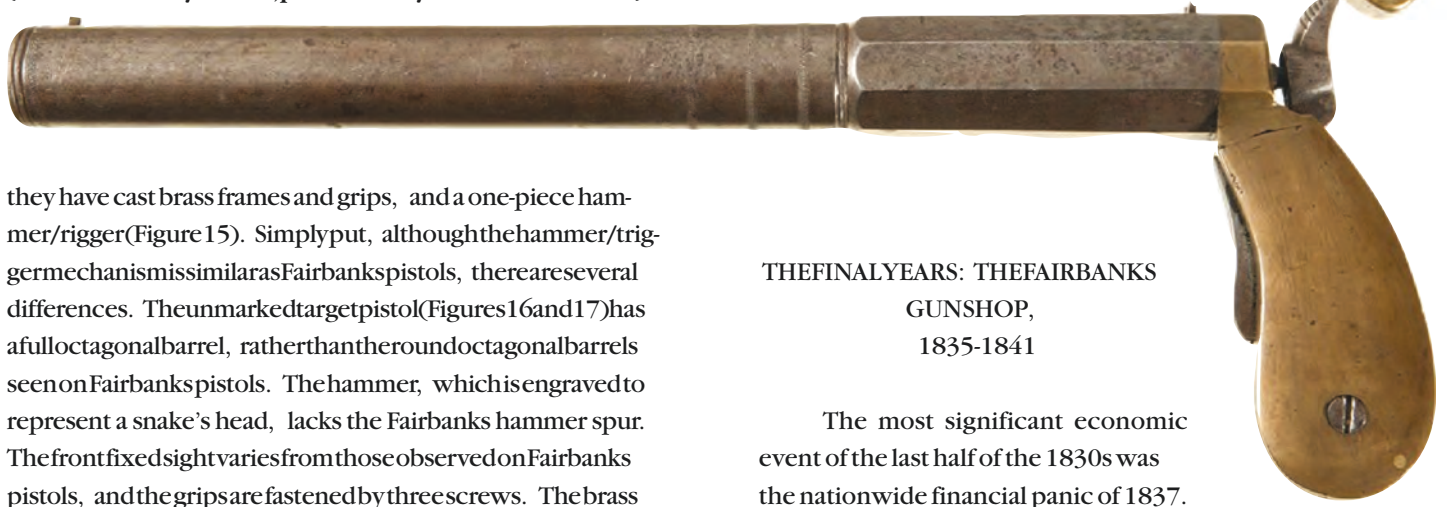 they have cast brass frames and grips, and a one-piece ham-
mer/rigger (Figure 15). Simply put, although the hammer/trig-
ger mechanism is similar as Fairbanks pistols, there are several
differences. The unmarked target pistol (Figures 16 and 17) has
a full octagonal barrel, rather than the round octagonal barrels
seen on Fairbanks pistols. The hammer, which is engraved to
represent a snake's head, lacks the Fairbanks hammer spur.
The front fixed sight varies from those observed on Fairbanks
pistols, and the grips are fastened by three screws. The brass
THE FINAL YEARS: THE FAIRBANKS
GUNSHOP,
1835-1841
The most significant economic
event of the last half of the 1830s was
the nationwide financial panic of 1837.